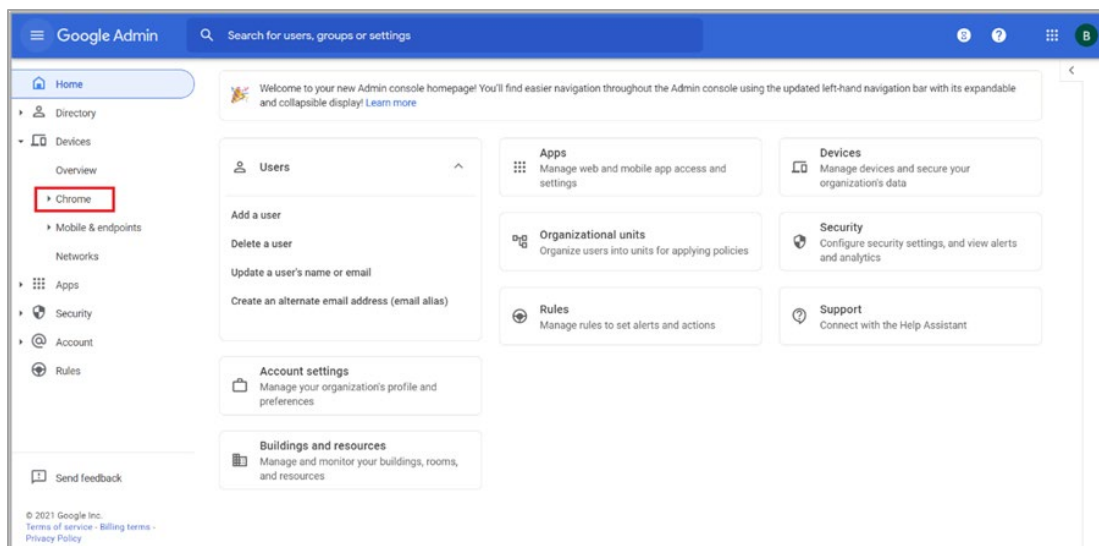 Google Admin
Search for users, groups or settings
B
Home
Directory
Devices
Overview
Chrome
Mobile & endpoints
Networks
Apps
Security
Account
Rules
Send feedback
© 2021 Google Inc.
Terms of service - Billing terms -
Privacy Policy
Welcome to your new Admin console homepage! You'll find easier navigation throughout the Admin console using the updated left-hand navigation bar with its expandable
and collapsible display! Learn more
Users
Add a user
Delete a user
Update a user's name or email
Create an alternate email address (email alias)
Account settings
Manage your organization's profile and
preferences
Buildings and resources
Manage and monitor your buildings, rooms,
and resources
Apps
Manage web and mobile app access and
settings
Organizational units
Organize users into units for applying policies
Rules
Manage rules to set alerts and actions
Devices
Manage devices and secure your
organization's data
Security
Configure security settings, and view alerts
and analytics
Support
Connect with the Help Assistant